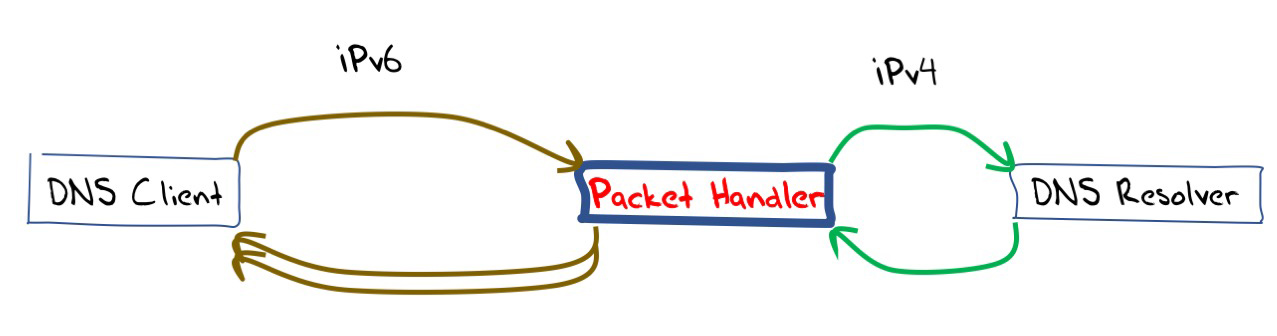 iPv6
iPv4
DNS Client
Packet Handler
DNS Resolver